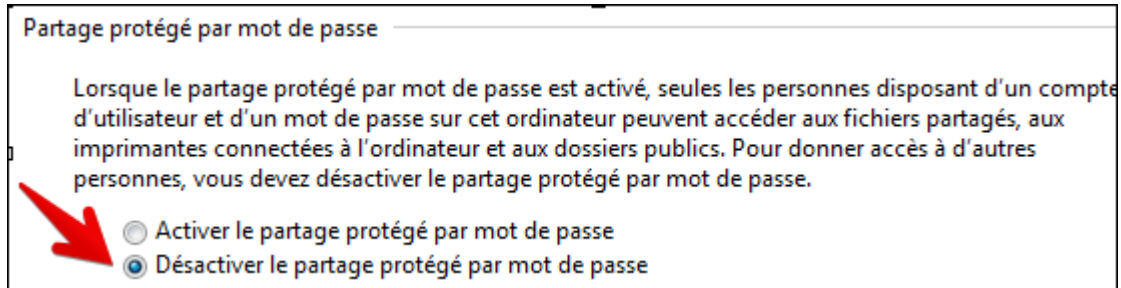 Partage protégé par mot de passe
Lorsque le partage protégé par mot de passe est activé, seules les personnes disposant d'un compte
d'utilisateur et d'un mot de passe sur cet ordinateur peuvent accéder aux fichiers partagés, aux
imprimantes connectées à l'ordinateur et aux dossiers publics. Pour donner accès à d'autres
personnes, vous devez désactiver le partage protégé par mot de passe.
Activer le partage protégé par mot de passe
Désactiver le partage protégé par mot de passe